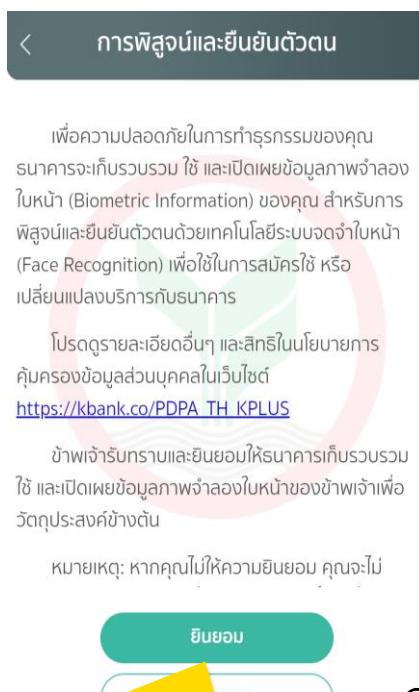 การพิสูจน์และยืนยันตัวตน
เพื่อความปลอดภัยในการทำธุรกรรมของคุณ
ธนาคารจะเก็บรวบรวม ใช้ และเปิดเผยข้อมูลภาพจำลอง
ใบหน้า (Biometric Information) ของคุณ สำหรับการ
พิสูจน์และยืนยันตัวตนด้วยเทคโนโลยีระบบจดจำใบหน้า
(Face Recognition) เพื่อใช้ในการสมัครใช้ หรือ
เปลี่ยนแปลงบริการกับธนาคาร
โปรดดูรายละเอียดอื่นๆ และสิทธิในนโยบายการ
คุ้มครองข้อมูลส่วนบุคคลในเว็บไซต์
https://kbank.co/PDPA_TH_KPLUS
ข้าพเจ้ารับทราบและยินยอมให้ธนาคารเก็บรวบรวม
ใช้ และเปิดเผยข้อมูลภาพจำลองใบหน้าของข้าพเจ้าเพื่อ
วัตถุประสงค์ข้างต้น
หมายเหตุ: หากคุณไม่ให้ความยินยอม คุณจะไม่
ยินยอม